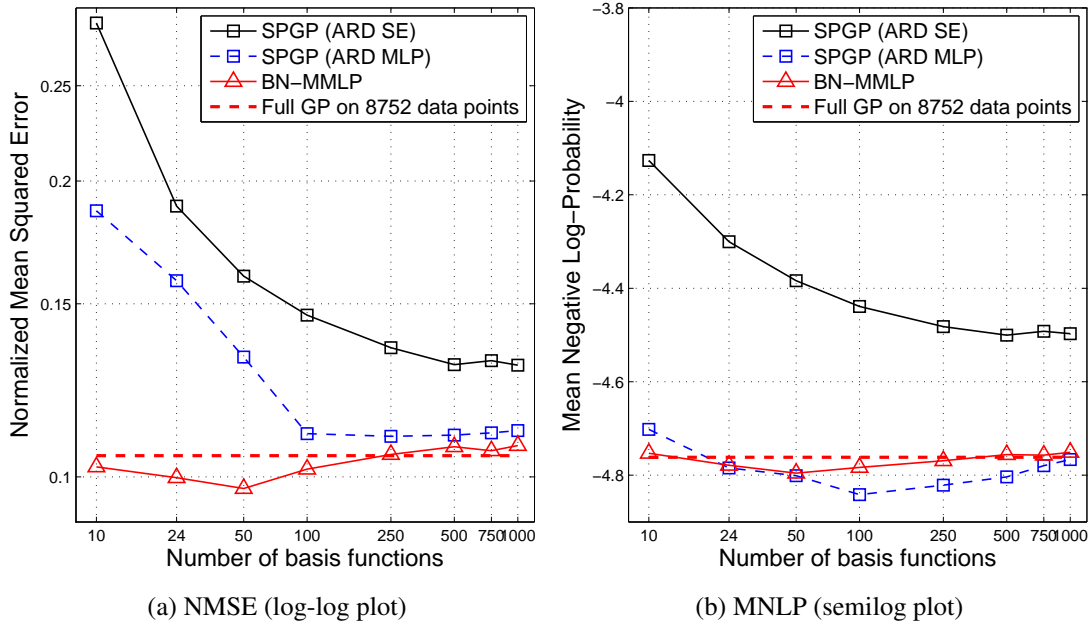 SPGP (ARD SE)
SPGP (ARD MLP)
BN−MMLP
Full GP on 8752 data points
0.25
0.2
0.15
0.1
Normalized Mean Squared Error
10 24 50 100 250 500 750 1000
Number of basis functions
(a) NMSE (log-log plot)
SPGP (ARD SE)
SPGP (ARD MLP)
BN−MMLP
Full GP on 8752 data points
−3.8
−4
−4.2
−4.4
−4.6
−4.8
Mean Negative Log−Probability
10 24 50 100 250 500 750 1000
Number of basis functions
(b) MNLP (semilog plot)